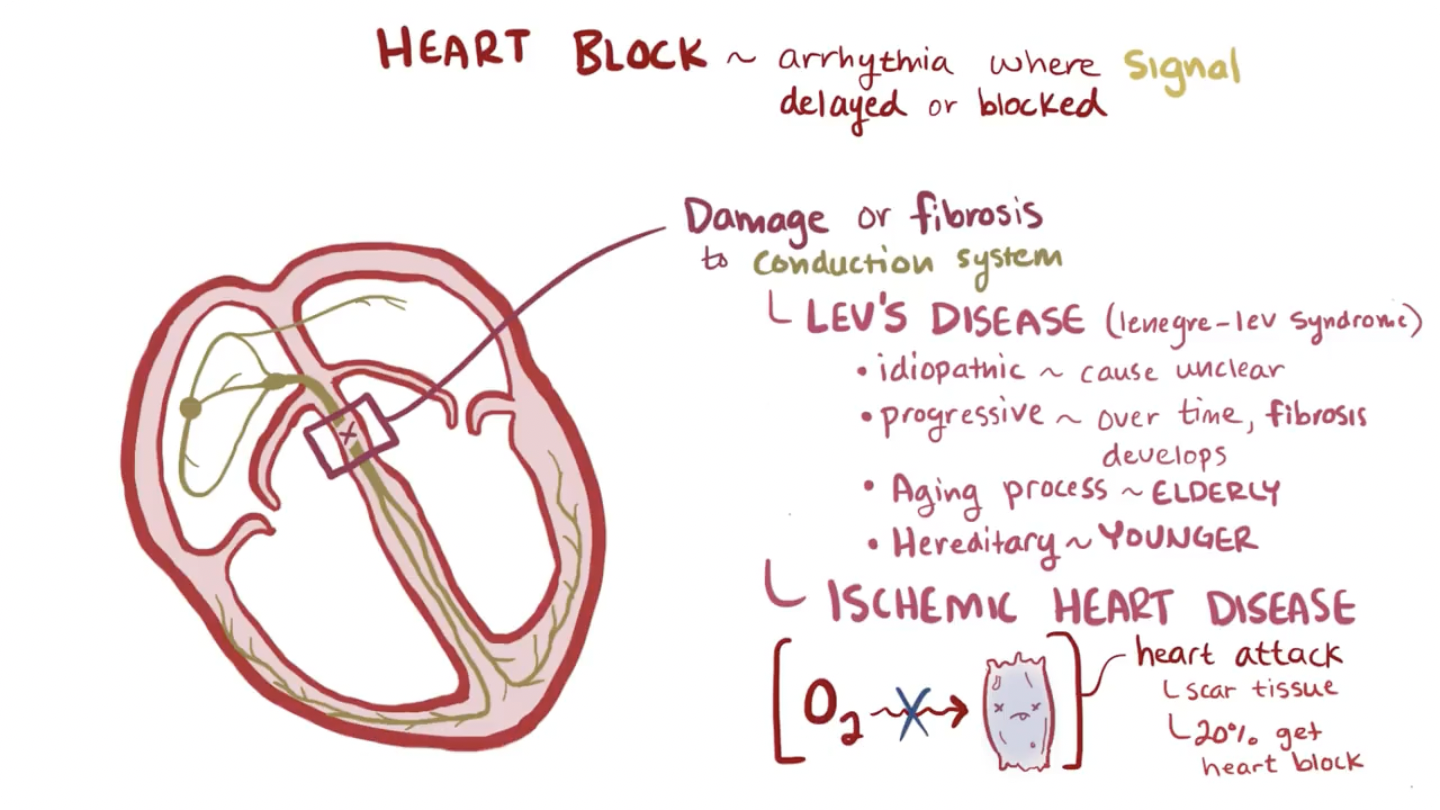 HEART BLOCK ~ arrhythmia where signal
delayed or blocked
Damage or fibrosis
to conduction system
LEV'S DISEASE (lenegre-lev syndrome)
• idiopathic ~ cause unclear
• progressive ~ over time, fibrosis
develops
• Aging process ~ ELDERLY
• Hereditary ~ YOUNGER
ISCHEMIC HEART DISEASE
O2
heart attack
scar tissue
20% get
heart block